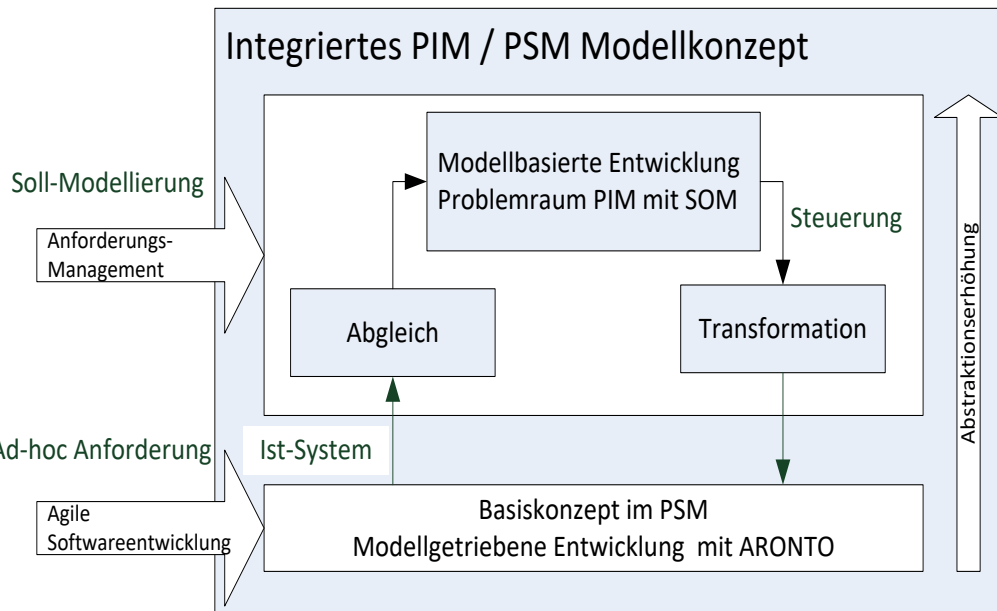 Integriertes PIM / PSM Modellkonzept
Modellbasierte Entwicklung
Problemraum PIM mit SOM
Soll-Modellierung
Steuerung
Anforderungs-
Management
Abgleich
Transformation
Abstraktionserhöhung
Ad-hoc Anforderung
Ist-System
Agile
Softwareentwicklung
Basiskonzept im PSM
Modellgetriebene Entwicklung mit ARONTO